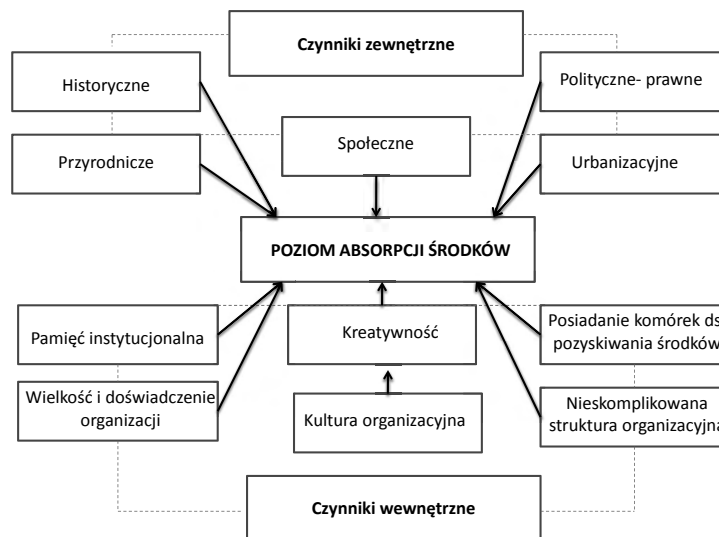 Czynniki zewnętrzne
Historyczne
Polityczne- prawne
Społeczne
Przyrodnicze
Urbanizacyjne
POZIOM ABSORPCJI ŚRODKÓW
Pamięć instytucjonalna
Kreatywność
Posiadanie komórek ds
pozyskiwania środków
Wielkość i doświadczenie
organizacji
Kultura organizacyjna
Nieskomplikowana
struktura organizacyjna
Czynniki wewnętrzne